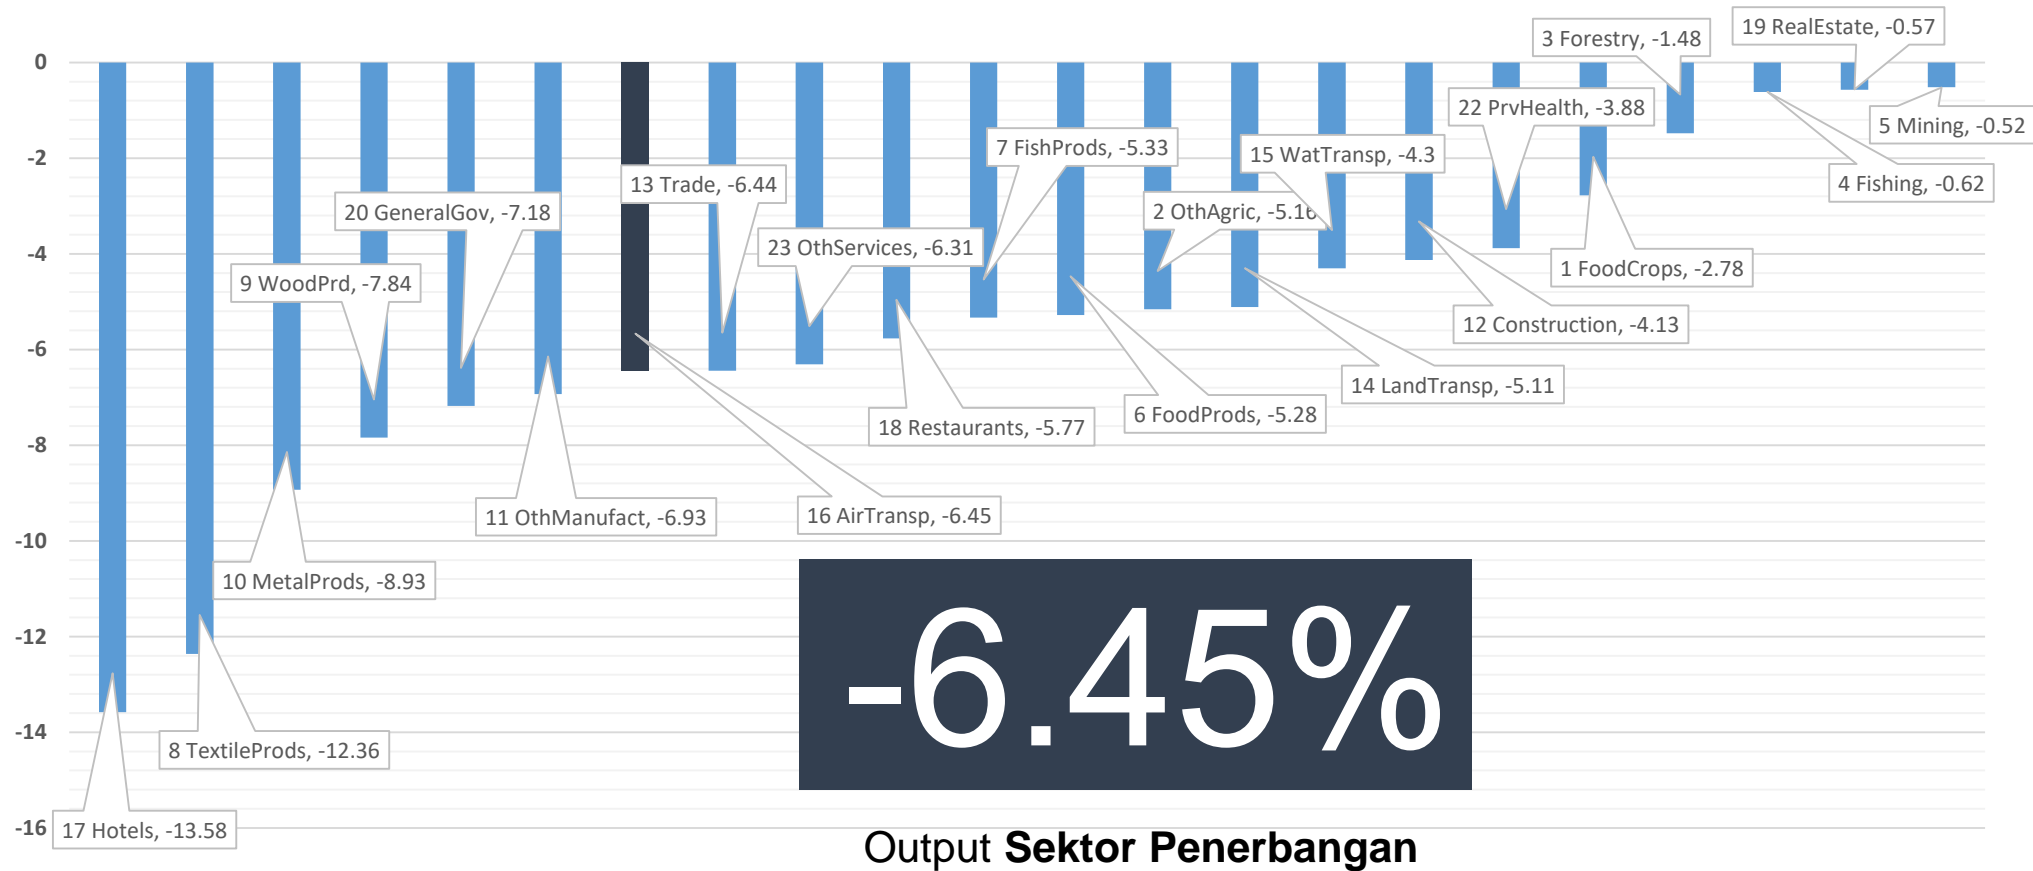 3 Forestry, -1.48
19 RealEstate, -0.57
0
22 PrvHealth, -3.88
5 Mining, -0.52
-2
7 FishProds, -5.33
15 WatTransp, -4.3
13 Trade, -6.44
4 Fishing, -0.62
20 GeneralGov, -7.18
2 OthAgric, -5.16
-4
23 OthServices, -6.31
1 FoodCrops, -2.78
9 WoodPrd, -7.84
12 Construction, -4.13
-6
14 LandTransp, -5.11
6 FoodProds, -5.28
18 Restaurants, -5.77
-8
11 OthManufact, -6.93
16 AirTransp, -6.45
-10
10 MetalProds, -8.93
-12
-6.45%
-14
8 TextileProds, -12.36
-16
17 Hotels, -13.58
Output Sektor Penerbangan